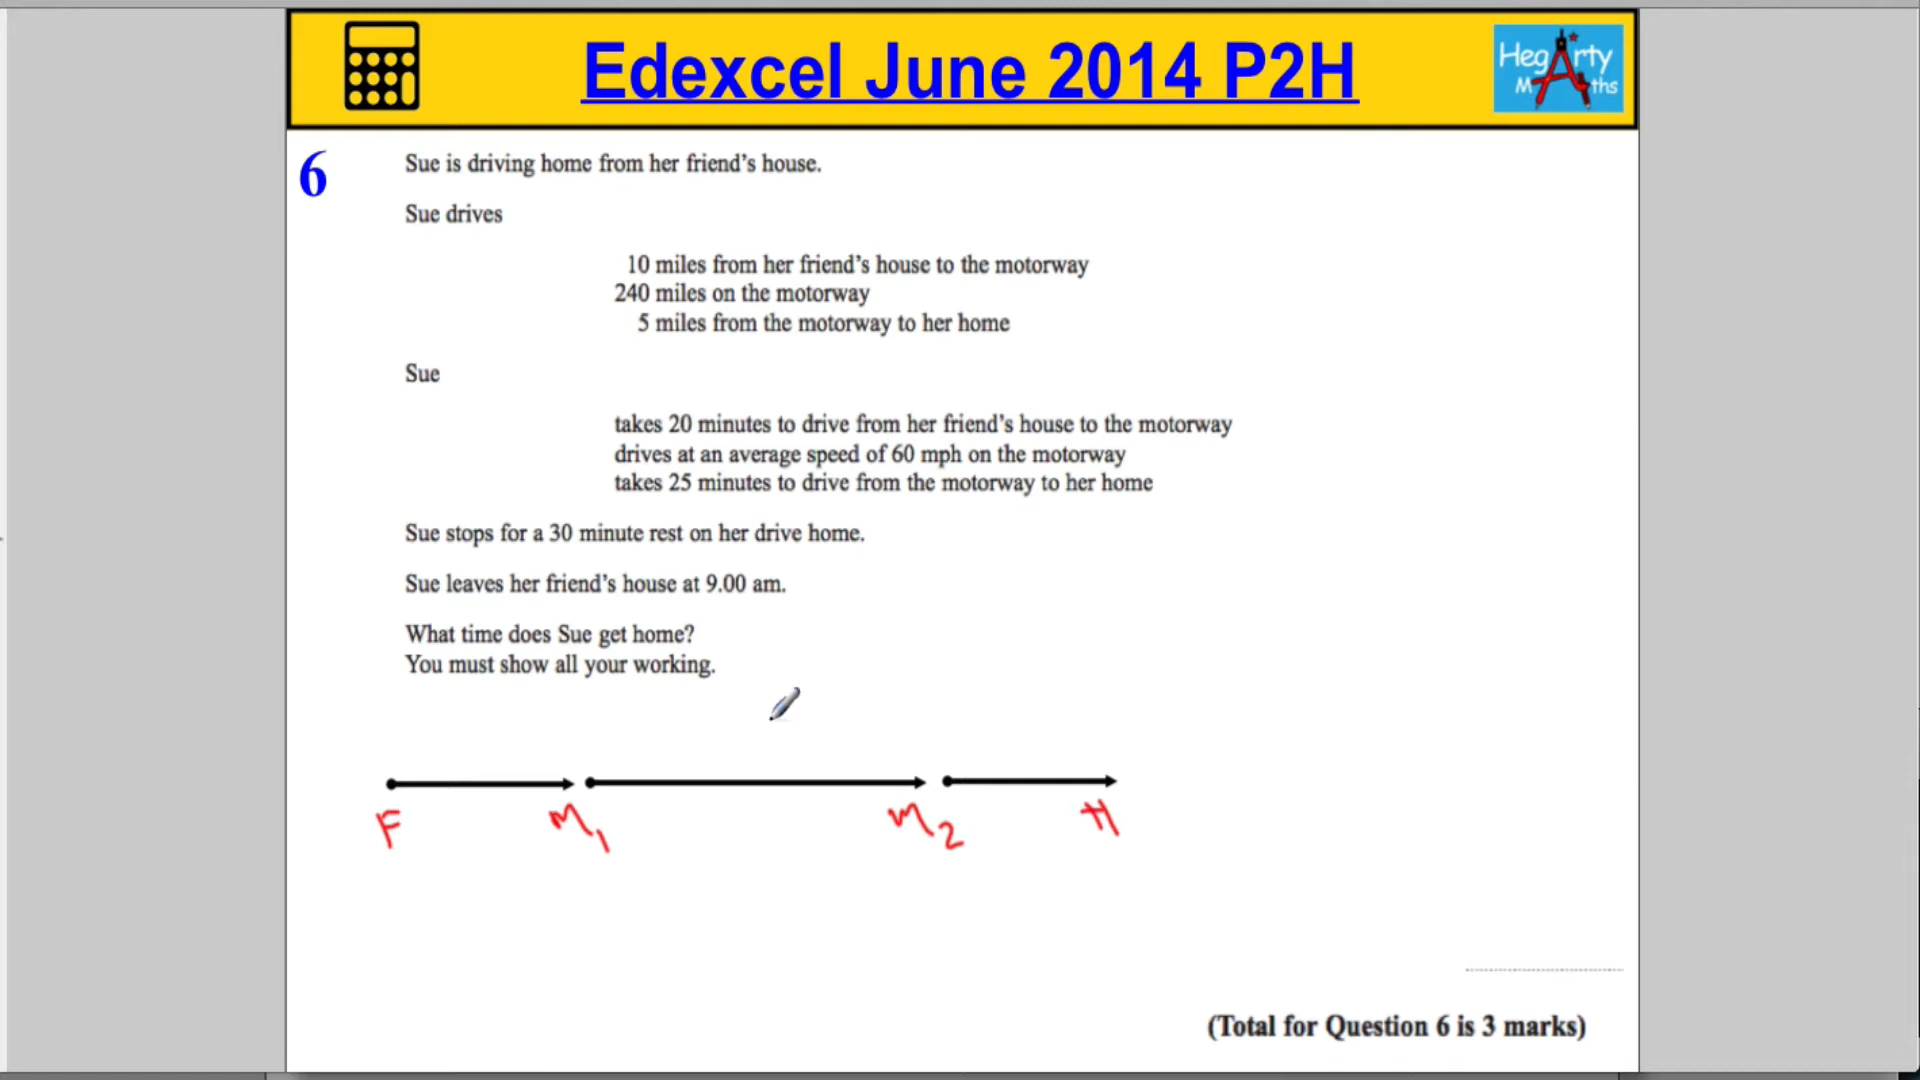 Edexcel June 2014 P2H
Hegarty
Maths
6
Sue is driving home from her friend's house.
Sue drives
10 miles from her friend's house to the motorway
240 miles on the motorway
5 miles from the motorway to her home
Sue
takes 20 minutes to drive from her friend's house to the motorway
drives at an average speed of 60 mph on the motorway
takes 25 minutes to drive from the motorway to her home
Sue stops for a 30 minute rest on her drive home.
Sue leaves her friend's house at 9.00 am.
What time does Sue get home?
You must show all your working.
F M1 M2 H
(Total for Question 6 is 3 marks)